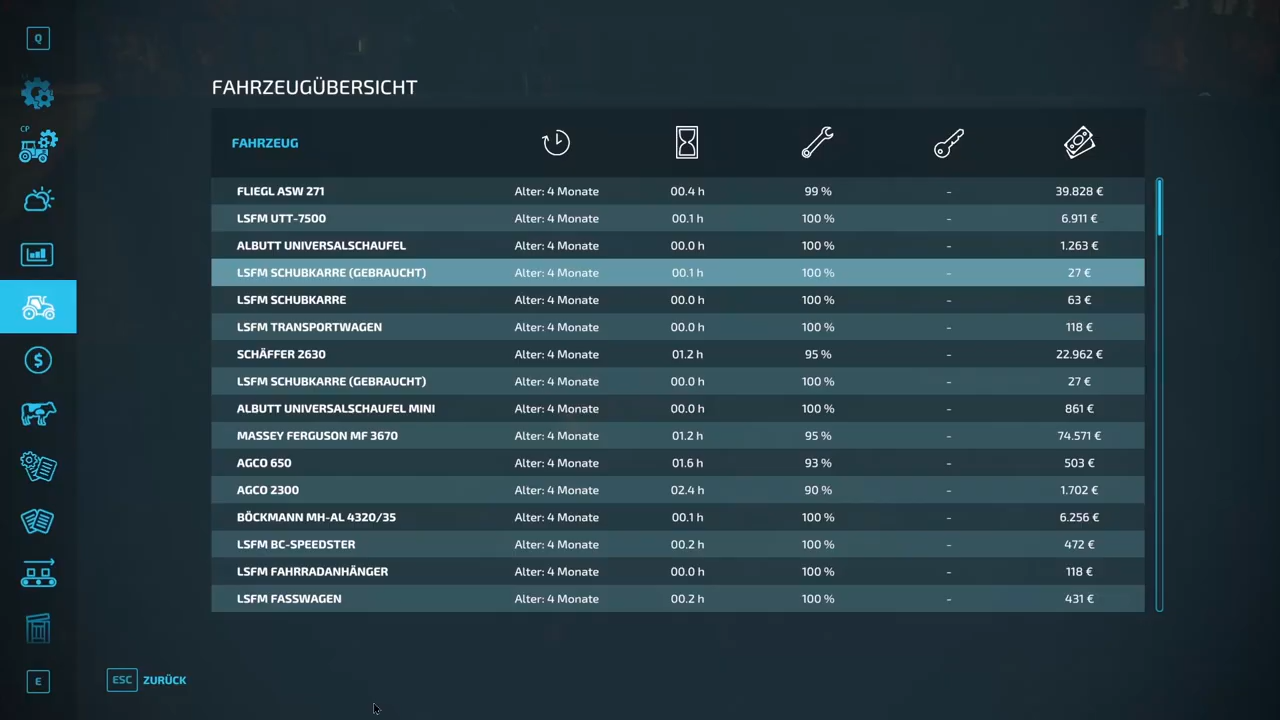 Q
FAHRZEUGÜBERSICHT
FAHRZEUG
CP
FLIEGL ASW 271 Alter: 4 Monate 00.4 h 99 % - 39.828 €
LSFM UTT-7500 Alter: 4 Monate 00.1 h 100 % - 6.911 €
ALBUTT UNIVERSALSCHAUFEL Alter: 4 Monate 00.0 h 100 % - 1.263 €
LSFM SCHUBKARRE (GEBRAUCHT) Alter: 4 Monate 00.1 h 100 % - 27 €
LSFM SCHUBKARRE Alter: 4 Monate 00.0 h 100 % - 63 €
LSFM TRANSPORTWAGEN Alter: 4 Monate 00.0 h 100 % - 118 €
SCHÄFFER 2630 Alter: 4 Monate 01.2 h 95 % - 22.962 €
LSFM SCHUBKARRE (GEBRAUCHT) Alter: 4 Monate 00.0 h 100 % - 27 €
ALBUTT UNIVERSALSCHAUFEL MINI Alter: 4 Monate 00.0 h 100 % - 861 €
MASSEY FERGUSON MF 3670 Alter: 4 Monate 01.2 h 95 % - 74.571 €
AGCO 650 Alter: 4 Monate 01.6 h 93 % - 503 €
AGCO 2300 Alter: 4 Monate 02.4 h 90 % - 1.702 €
BÖCKMANN MH-AL 4320/35 Alter: 4 Monate 00.1 h 100 % - 6.256 €
LSFM BC-SPEEDSTER Alter: 4 Monate 00.2 h 100 % - 472 €
LSFM FAHRRADANHÄNGER Alter: 4 Monate 00.0 h 100 % - 118 €
LSFM FASSWAGEN Alter: 4 Monate 00.2 h 100 % - 431 €
E
ESC ZURÜCK